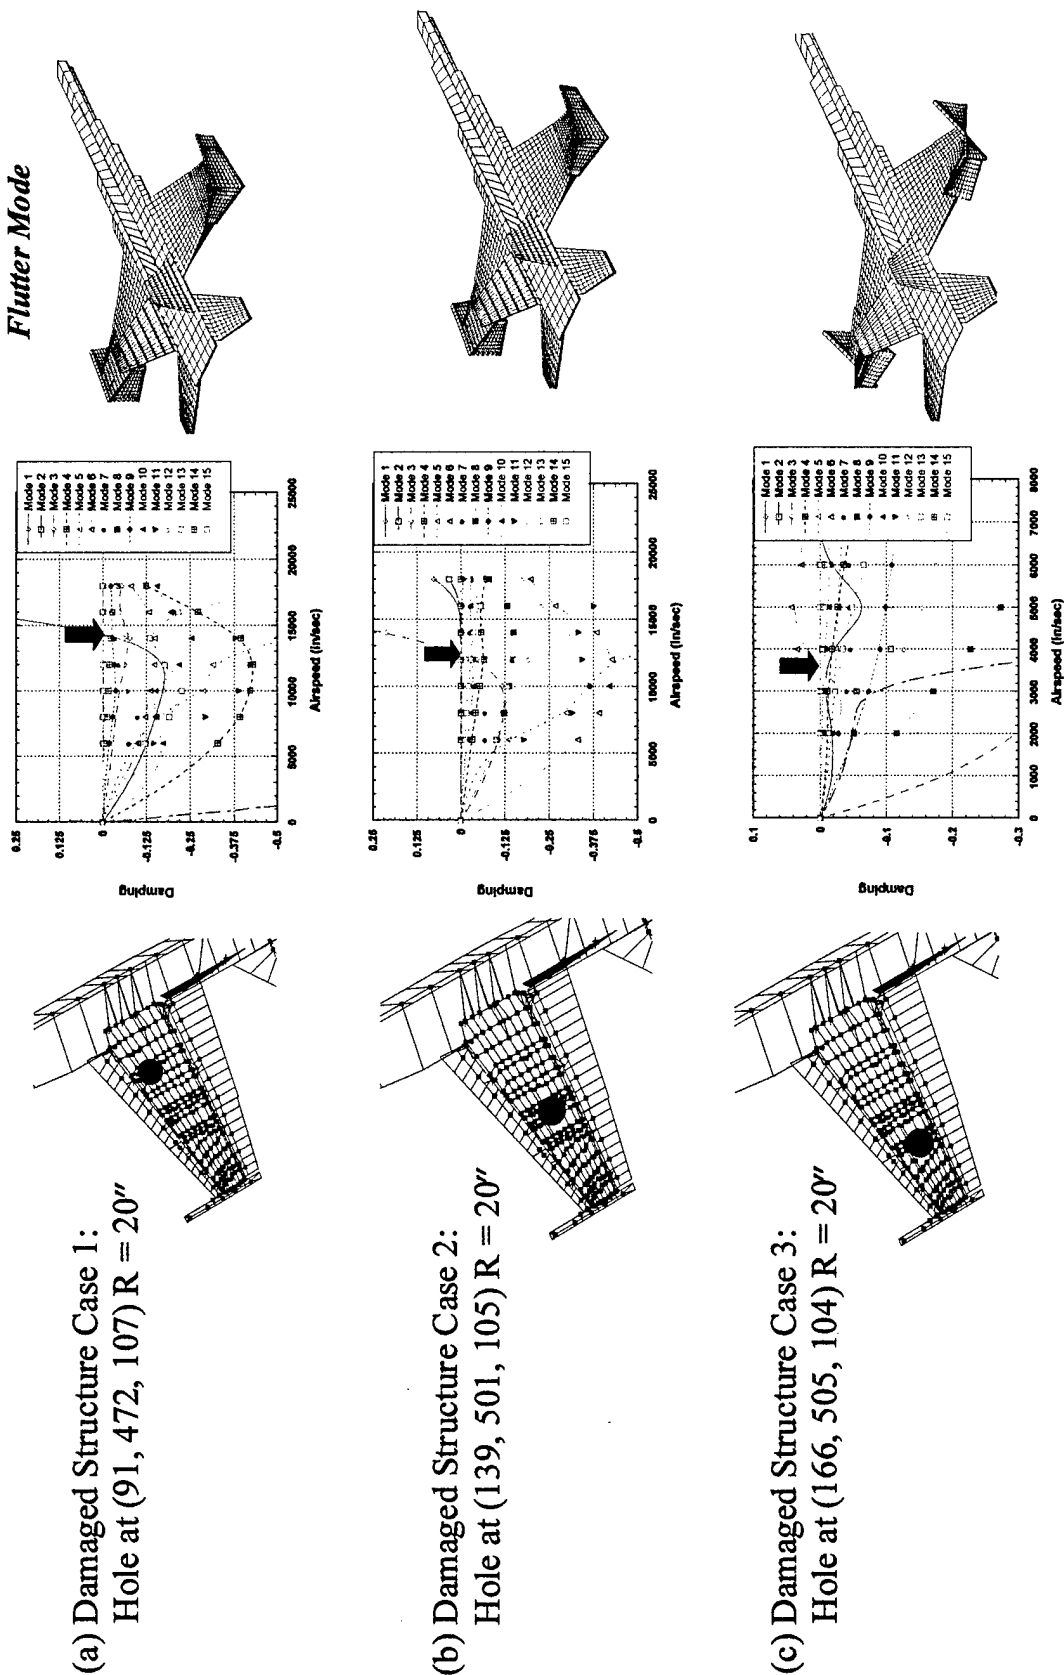 Flutter Mode
(a) Damaged Structure Case 1:
Hole at (91, 472, 107) R = 20"
Damping
0.25
0.125
0
-0.125
-0.25
-0.375
-0.5
0
5000
10000
15000
20000
25000
Airspeed (in/sec)
Mode 1
Mode 2
Mode 3
Mode 4
Mode 5
Mode 6
Mode 7
Mode 8
Mode 9
Mode 10
Mode 11
Mode 12
Mode 13
Mode 14
Mode 15
(b) Damaged Structure Case 2:
Hole at (139, 501, 105) R = 20"
Damping
0.25
0.125
0
-0.125
-0.25
-0.375
-0.5
0
5000
10000
15000
20000
25000
Airspeed (in/sec)
Mode 1
Mode 2
Mode 3
Mode 4
Mode 5
Mode 6
Mode 7
Mode 8
Mode 9
Mode 10
Mode 11
Mode 12
Mode 13
Mode 14
Mode 15
(c) Damaged Structure Case 3:
Hole at (166, 505, 104) R = 20"
Damping
0.1
0
-0.1
-0.2
-0.3
0
1000
2000
3000
4000
5000
6000
7000
8000
Airspeed (in/sec)
Mode 1
Mode 2
Mode 3
Mode 4
Mode 5
Mode 6
Mode 7
Mode 8
Mode 9
Mode 10
Mode 11
Mode 12
Mode 13
Mode 14
Mode 15